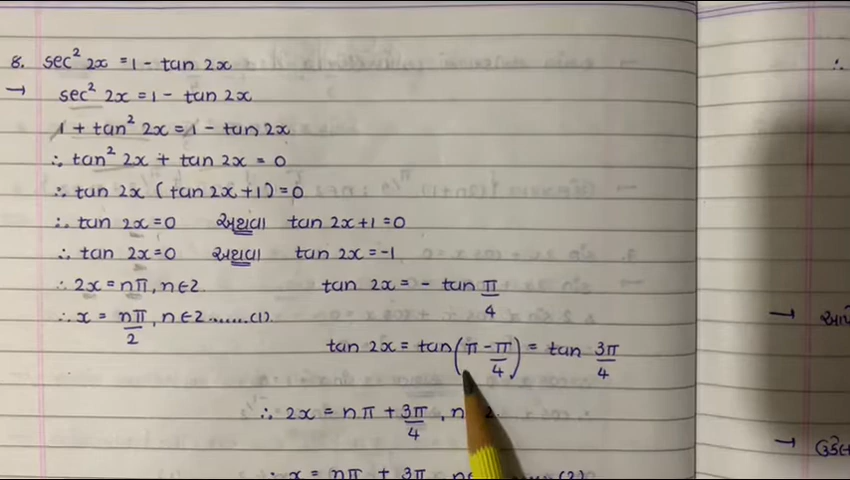 8. sec² 2x = 1 - tan 2x
→ sec² 2x = 1 - tan 2x
1 + tan² 2x = 1 - tan 2x
∴ tan² 2x + tan 2x = 0
∴ tan 2x (tan 2x + 1) = 0
∴ tan 2x = 0 અથવા tan 2x + 1 = 0
∴ tan 2x = 0 અથવા tan 2x = -1
∴ 2x = nπ, n ∈ Z tan 2x = - tan π/4
∴ x = nπ/2, n ∈ Z ......(1)
tan 2x = tan(π - π/4) = tan 3π/4
∴ 2x = nπ + 3π/4, n
∴ x = nπ + 3π n (2)
∴
→
→